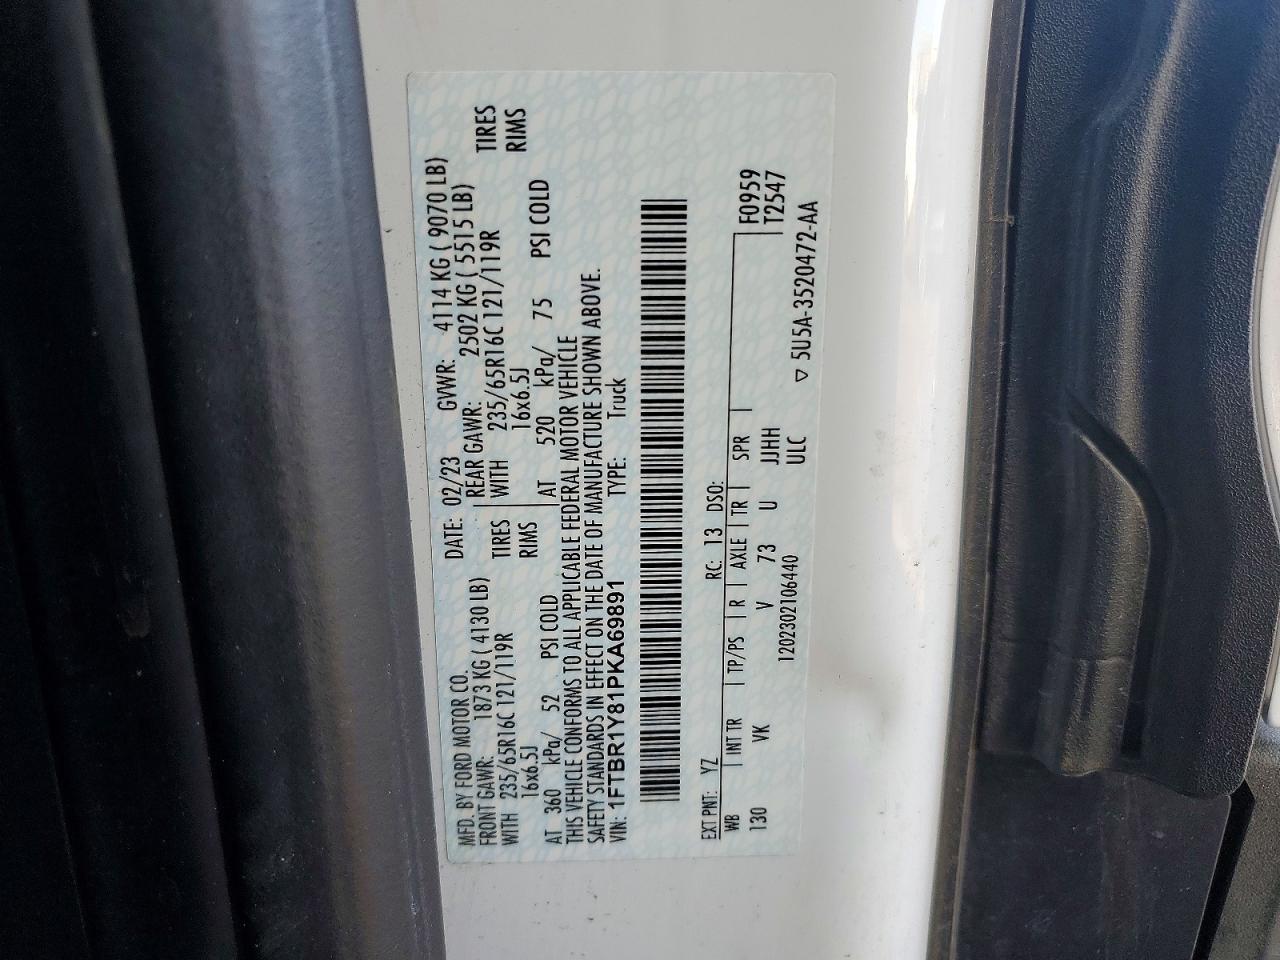 MFD. BY FORD MOTOR CO.
DATE: 02/23 GVWR: 4114 KG ( 9070 LB)
FRONT GAWR: 1873 KG ( 4130 LB) REAR GAWR: 2502 KG ( 5515 LB)
WITH 235/65R16C 121/119R TIRES WITH 235/65R16C 121/119R TIRES
16x6.5J RIMS 16x6.5J RIMS
AT 360 kPa/ 52 PSI COLD AT 520 kPa/ 75 PSI COLD
THIS VEHICLE CONFORMS TO ALL APPLICABLE FEDERAL MOTOR VEHICLE
SAFETY STANDARDS IN EFFECT ON THE DATE OF MANUFACTURE SHOWN ABOVE.
VIN: 1FTBR1Y81PKA69891 TYPE: Truck
EXT PNT: YZ RC: 13 DSO:
WB | INT TR | TP/PS | R | AXLE | TR | SPR | F0959
130 VK V 73 U JJHH T2547
1202302106440 ULC ▽ 5U5A-3520472-AA